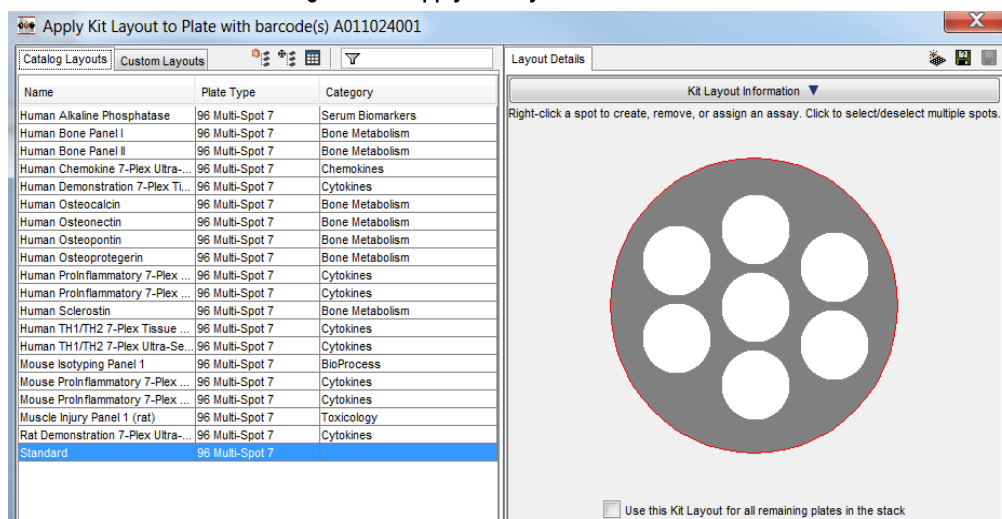 Apply Kit Layout to Plate with barcode(s) A011024001
Catalog Layouts Custom Layouts
Name Plate Type Category
Human Alkaline Phosphatase 96 Multi-Spot 7 Serum Biomarkers
Human Bone Panel I 96 Multi-Spot 7 Bone Metabolism
Human Bone Panel II 96 Multi-Spot 7 Bone Metabolism
Human Chemokine 7-Plex Ultra-... 96 Multi-Spot 7 Chemokines
Human Demonstration 7-Plex Ti... 96 Multi-Spot 7 Cytokines
Human Osteocalcin 96 Multi-Spot 7 Bone Metabolism
Human Osteonectin 96 Multi-Spot 7 Bone Metabolism
Human Osteopontin 96 Multi-Spot 7 Bone Metabolism
Human Osteoprotegerin 96 Multi-Spot 7 Bone Metabolism
Human ProInflammatory 7-Plex ... 96 Multi-Spot 7 Cytokines
Human ProInflammatory 7-Plex ... 96 Multi-Spot 7 Cytokines
Human Sclerostin 96 Multi-Spot 7 Bone Metabolism
Human TH1/TH2 7-Plex Tissue ... 96 Multi-Spot 7 Cytokines
Human TH1/TH2 7-Plex Ultra-Se... 96 Multi-Spot 7 Cytokines
Mouse Isotyping Panel 1 96 Multi-Spot 7 BioProcess
Mouse ProInflammatory 7-Plex ... 96 Multi-Spot 7 Cytokines
Mouse ProInflammatory 7-Plex ... 96 Multi-Spot 7 Cytokines
Muscle Injury Panel 1 (rat) 96 Multi-Spot 7 Toxicology
Rat Demonstration 7-Plex Ultra-... 96 Multi-Spot 7 Cytokines
Standard 96 Multi-Spot 7
Layout Details
Kit Layout Information
Right-click a spot to create, remove, or assign an assay. Click to select/deselect multiple spots.
Use this Kit Layout for all remaining plates in the stack